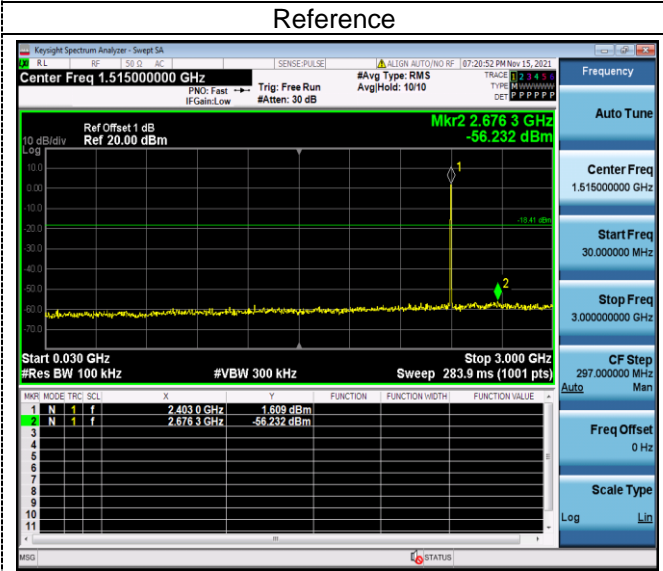 Reference
Keysight Spectrum Analyzer - Swept SA
RL RF 50 Ω AC SENSE:PULSE ALIGN AUTO/NO RF 07:20:52 PM Nov 15, 2021
Center Freq 1.515000000 GHz
PNO: Fast
IFGain:Low
Trig: Free Run
#Atten: 30 dB
#Avg Type: RMS
Avg|Hold: 10/10
TRACE 1 2 3 4 5 6
TYPE M W W W W W
DET P P P P P P
Frequency
Auto Tune
Center Freq
1.515000000 GHz
Start Freq
30.000000 MHz
Stop Freq
3.000000000 GHz
CF Step
297.000000 MHz
Auto Man
Freq Offset
0 Hz
Scale Type
Log Lin
Mkr2 2.676 3 GHz
-56.232 dBm
Ref Offset 1 dB
10 dB/div Ref 20.00 dBm
Log
10.0
0.00
-10.0
-20.0
-30.0
-40.0
-50.0
-60.0
-70.0
1
-18.41 dBm
2
Start 0.030 GHz Stop 3.000 GHz
#Res BW 100 kHz #VBW 300 kHz Sweep 283.9 ms (1001 pts)
MKR MODE TRC SCL X Y FUNCTION FUNCTION WIDTH FUNCTION VALUE
1 N 1 f 2.403 0 GHz 1.609 dBm
2 N 1 f 2.676 3 GHz -56.232 dBm
3
4
5
6
7
8
9
10
11
MSG STATUS